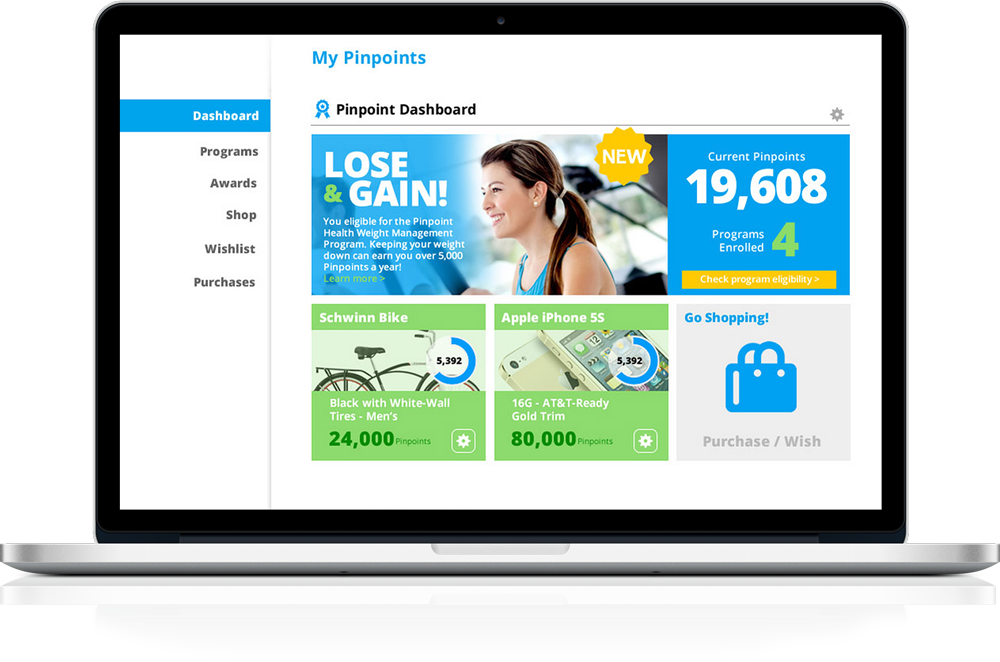 My Pinpoints
Dashboard
Programs
Awards
Shop
Wishlist
Purchases
Pinpoint Dashboard
LOSE
& GAIN!
You eligible for the Pinpoint
Health Weight Management
Program. Keeping your weight
down can earn you over 5,000
Pinpoints a year!
Learn more >
NEW
Current Pinpoints
19,608
Programs
Enrolled
4
Check program eligibility >
Schwinn Bike
5,392
Black with White-Wall
Tires - Men's
24,000 Pinpoints
Apple iPhone 5S
5,392
16G - AT&T-Ready
Gold Trim
80,000 Pinpoints
Go Shopping!
Purchase / Wish